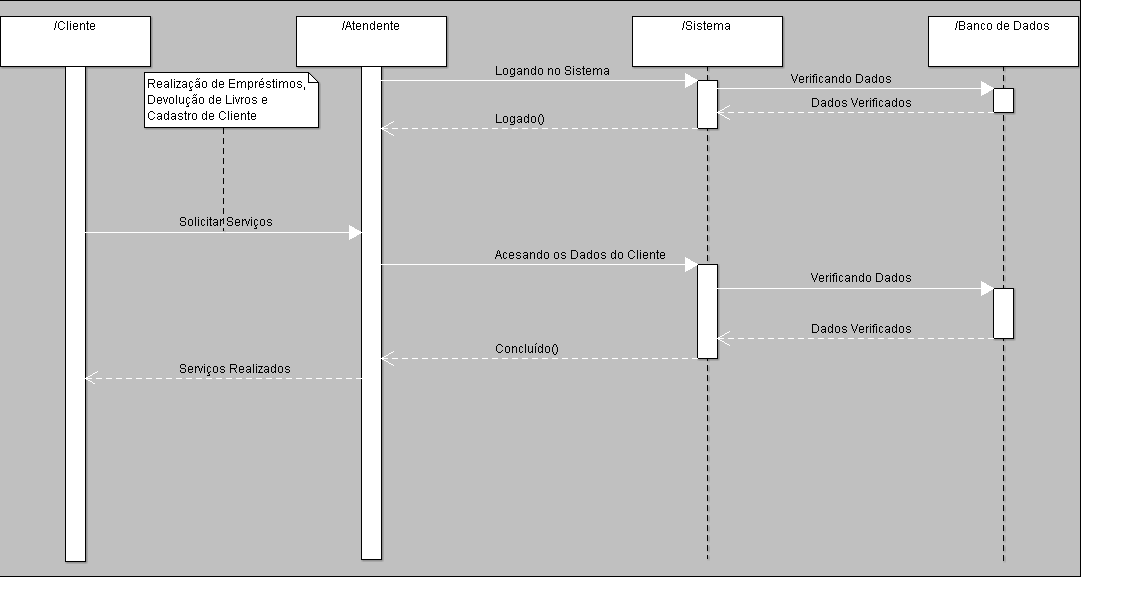 /Cliente
/Atendente
/Sistema
/Banco de Dados
Realização de Empréstimos,
Devolução de Livros e
Cadastro de Cliente
Logando no Sistema
Verificando Dados
Dados Verificados
Logado()
Solicitar Serviços
Acesando os Dados do Cliente
Verificando Dados
Dados Verificados
Concluído()
Serviços Realizados